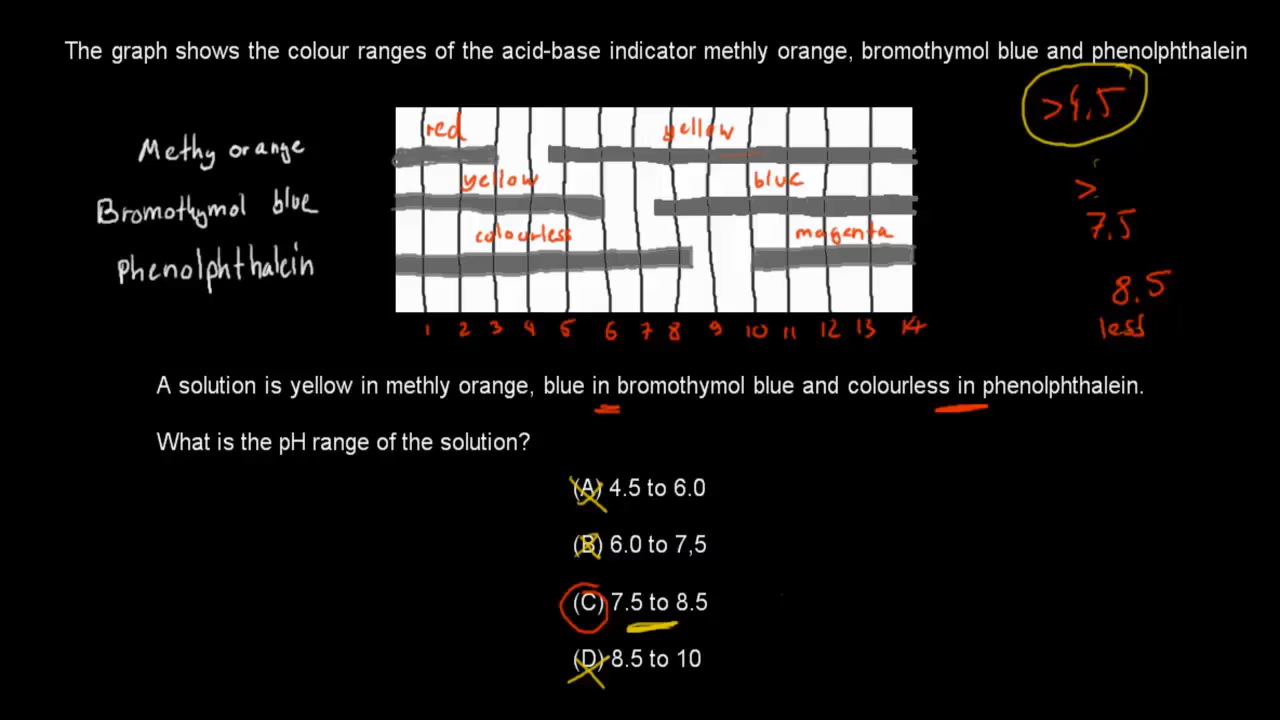 The graph shows the colour ranges of the acid-base indicator methly orange, bromothymol blue and phenolphthalein
>4.5
red
yellow
Methy orange
yellow
blue
>
7.5
Bromothymol blue
colourless
magenta
Phenolphthalein
8.5
less
1 2 3 4 5 6 7 8 9 10 11 12 13 14
A solution is yellow in methly orange, blue in bromothymol blue and colourless in phenolphthalein.
What is the pH range of the solution?
(A) 4.5 to 6.0
(B) 6.0 to 7,5
(C) 7.5 to 8.5
(D) 8.5 to 10